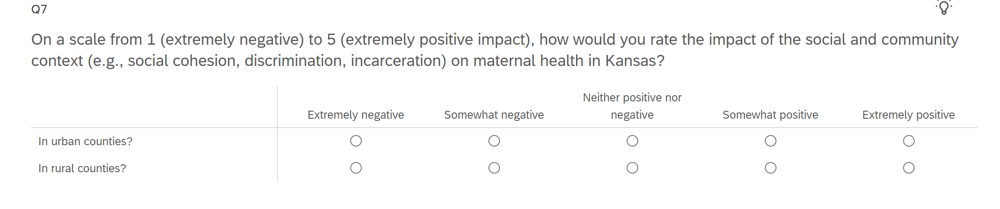 Q7
On a scale from 1 (extremely negative) to 5 (extremely positive impact), how would you rate the impact of the social and community
context (e.g., social cohesion, discrimination, incarceration) on maternal health in Kansas?
Neither positive nor
Extremely negative Somewhat negative negative Somewhat positive Extremely positive
In urban counties?
In rural counties?